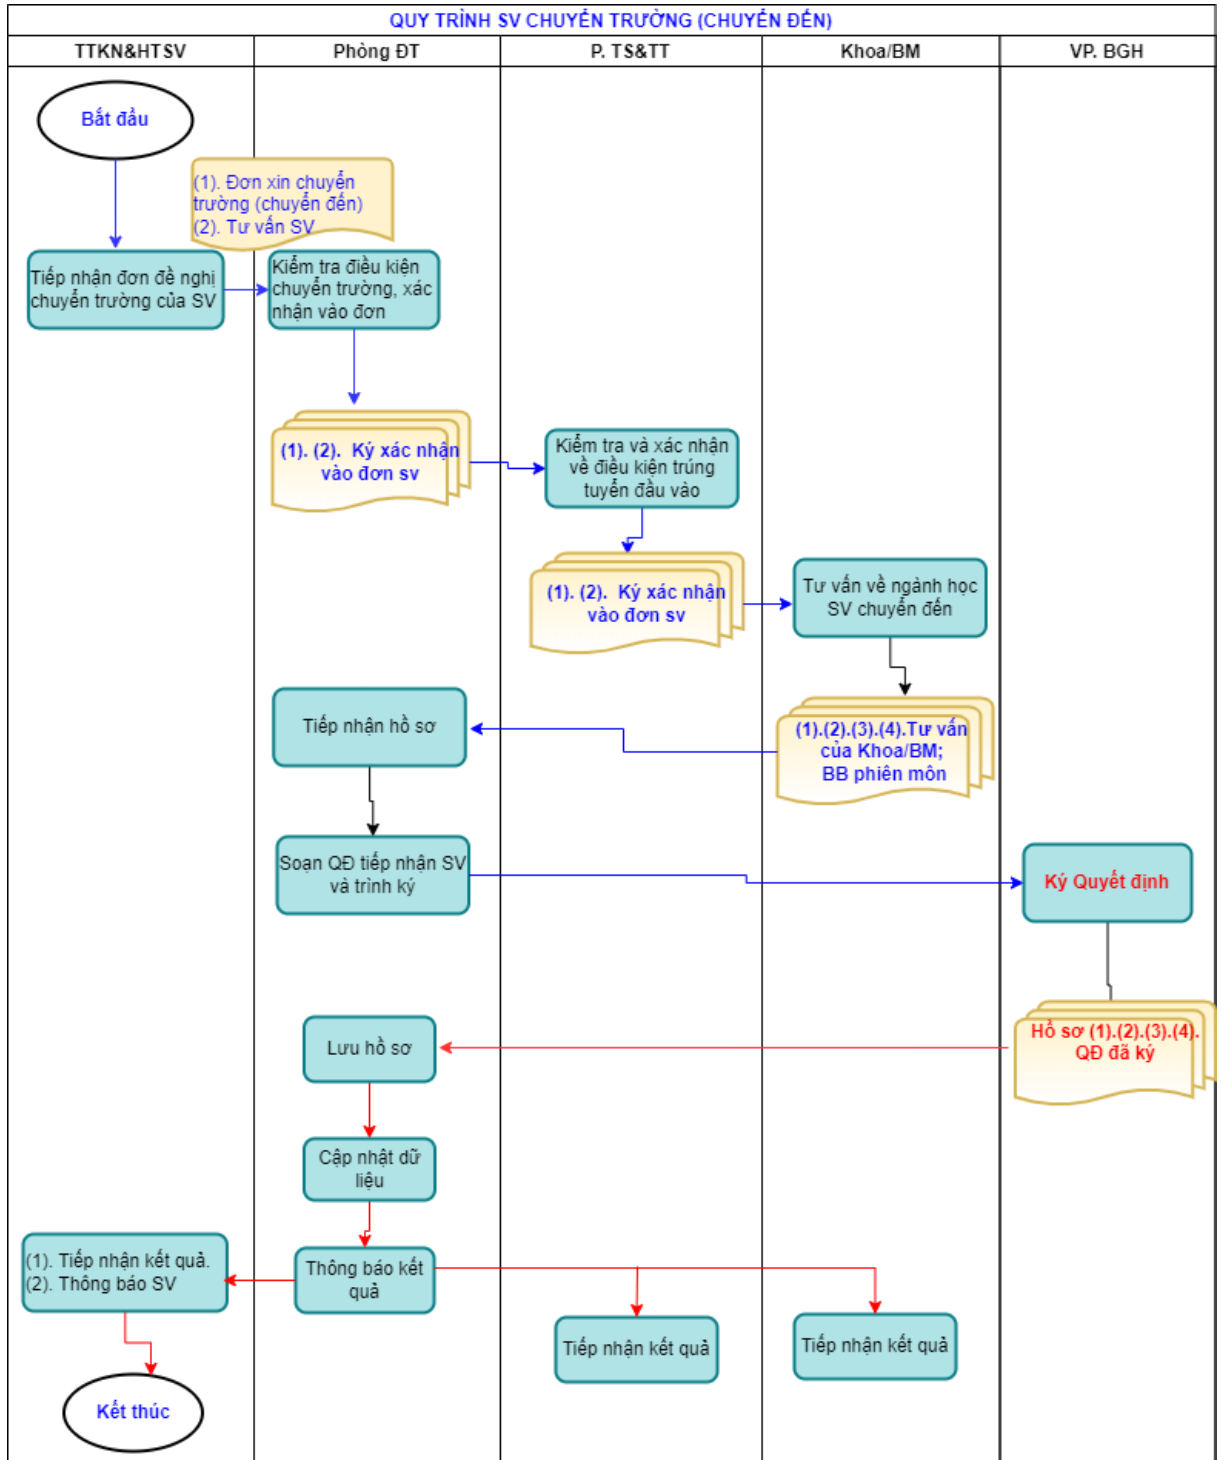 QUY TRÌNH SV CHUYỂN TRƯỜNG (CHUYỂN ĐẾN)
TTKN&HTSV
Phòng ĐT
P. TS&TT
Khoa/BM
VP. BGH
Bắt đầu
(1). Đơn xin chuyển
trường (chuyển đến)
(2). Tư vấn SV
Tiếp nhận đơn đề nghị
chuyển trường của SV
Kiểm tra điều kiện
chuyển trường, xác
nhận vào đơn
(1). (2). Ký xác nhận
vào đơn sv
Kiểm tra và xác nhận
về điều kiện trúng
tuyển đầu vào
(1). (2). Ký xác nhận
vào đơn sv
Tư vấn về ngành học
SV chuyển đến
(1).(2).(3).(4).Tư vấn
của Khoa/BM;
BB phiên môn
Tiếp nhận hồ sơ
Soạn QĐ tiếp nhận SV
và trình ký
Ký Quyết định
Hồ sơ (1).(2).(3).(4).
QĐ đã ký
Lưu hồ sơ
Cập nhật dữ
liệu
Thông báo kết
quả
(1). Tiếp nhận kết quả.
(2). Thông báo SV
Tiếp nhận kết quả
Tiếp nhận kết quả
Kết thúc